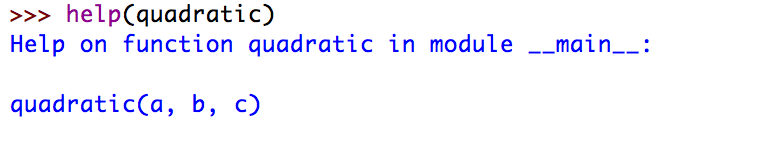 >>> help(quadratic)
Help on function quadratic in module __main__:
quadratic(a, b, c)